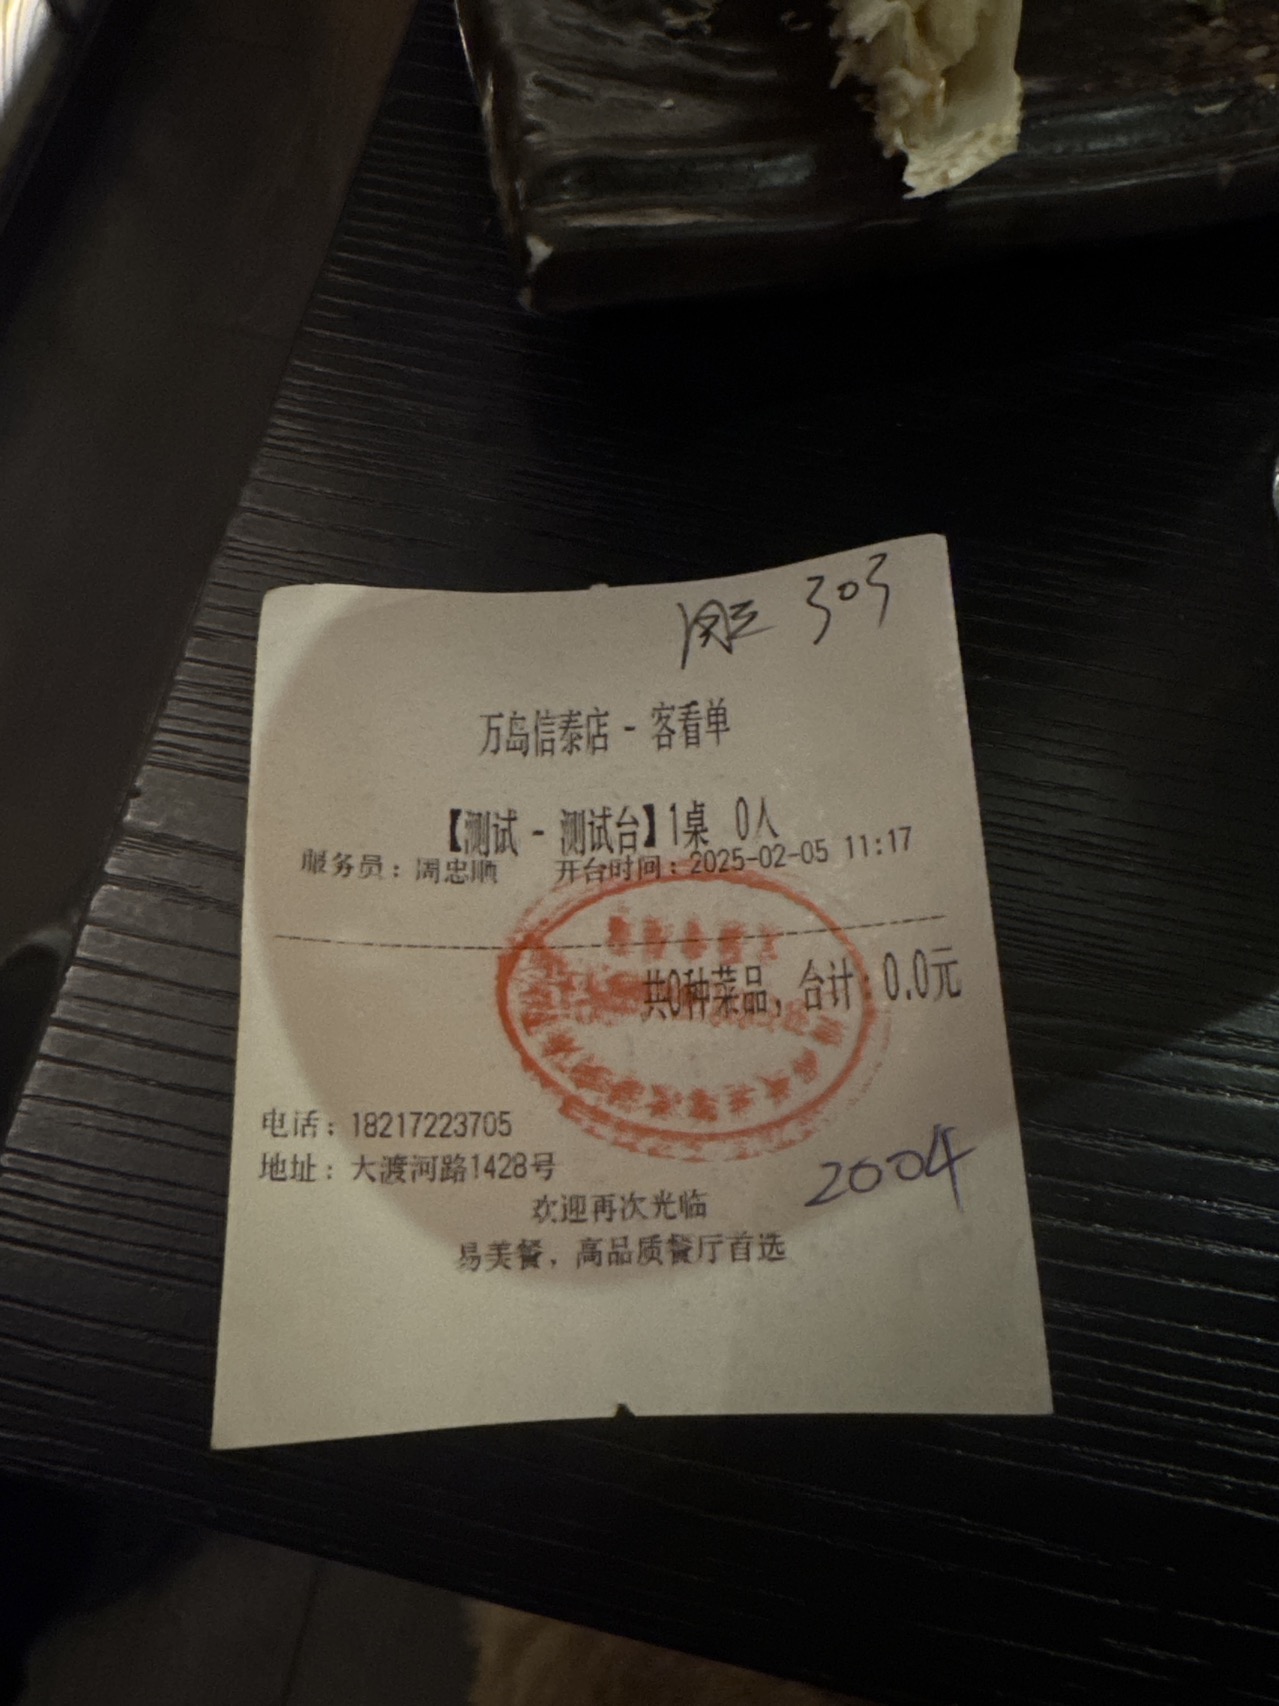 303
万岛信泰店 - 客看单
【测试 - 测试台】1桌 0人
服务员：周忠顺 开台时间：2025-02-05 11:17
共0种菜品，合计：0.0元
电话：18217223705
地址：大渡河路1428号
2004
欢迎再次光临
易美餐，高品质餐厅首选